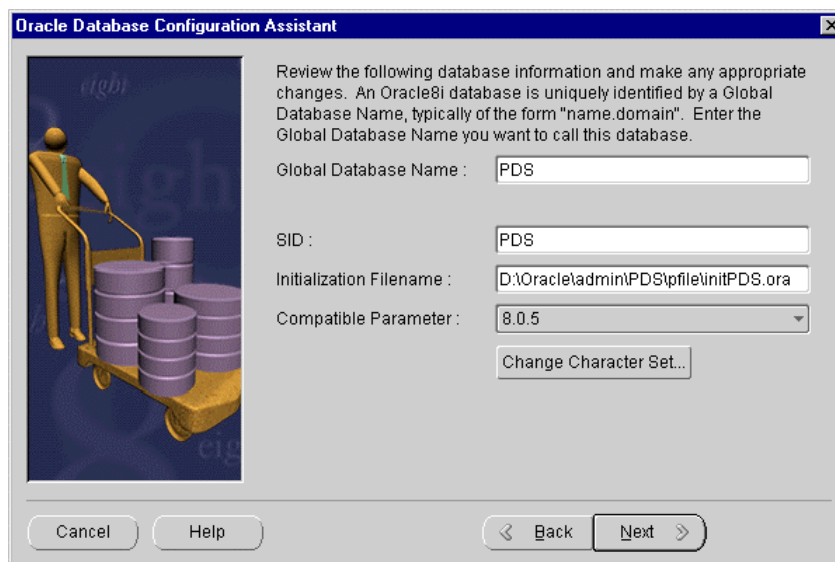 Oracle Database Configuration Assistant
eight
Review the following database information and make any appropriate
changes. An Oracle8i database is uniquely identified by a Global
Database Name, typically of the form "name.domain". Enter the
Global Database Name you want to call this database.
Global Database Name : PDS
SID : PDS
Initialization Filename : D:\Oracle\admin\PDS\pfile\initPDS.ora
Compatible Parameter : 8.0.5
Change Character Set...
Cancel Help Back Next